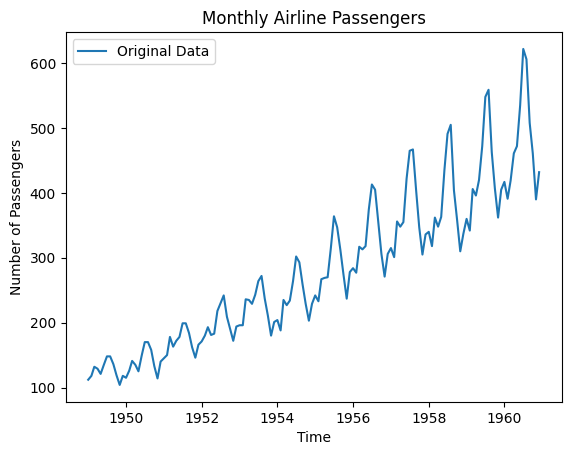 Monthly Airline Passengers
Original Data
Number of Passengers
600
500
400
300
200
100
1950 1952 1954 1956 1958 1960
Time